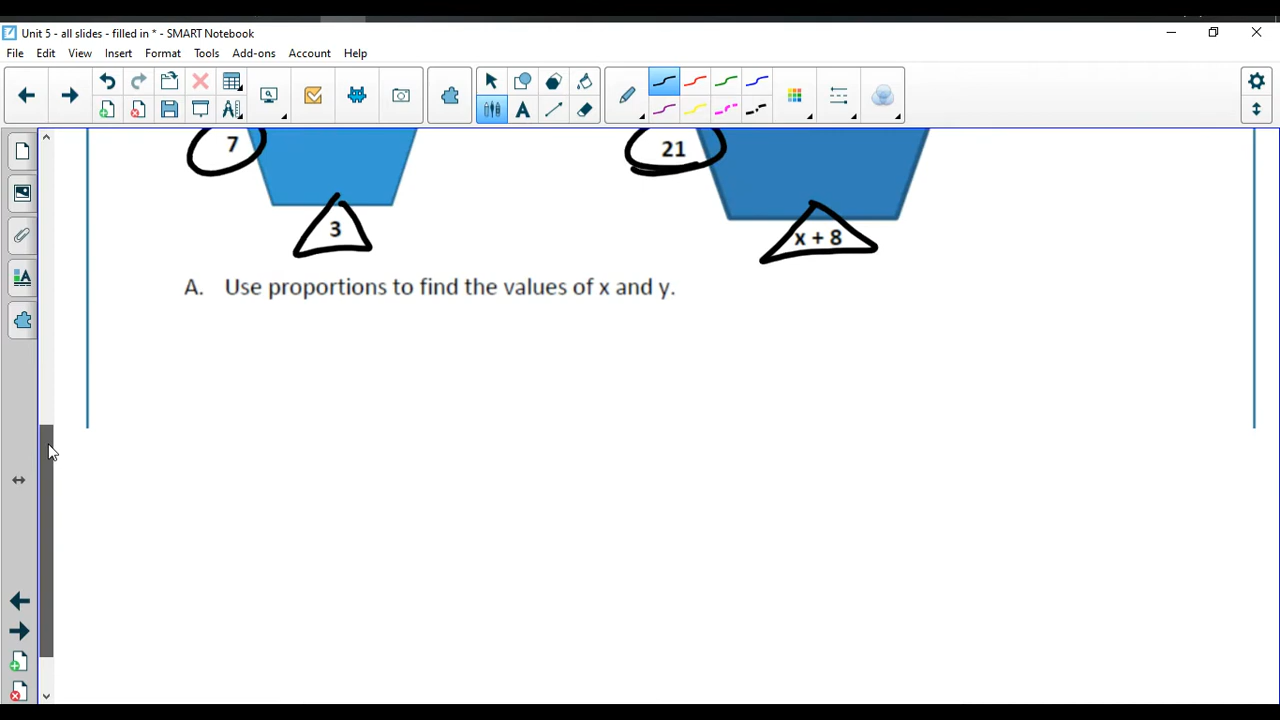 Unit 5 - all slides - filled in * - SMART Notebook
File Edit View Insert Format Tools Add-ons Account Help
7
21
3
x + 8
A. Use proportions to find the values of x and y.